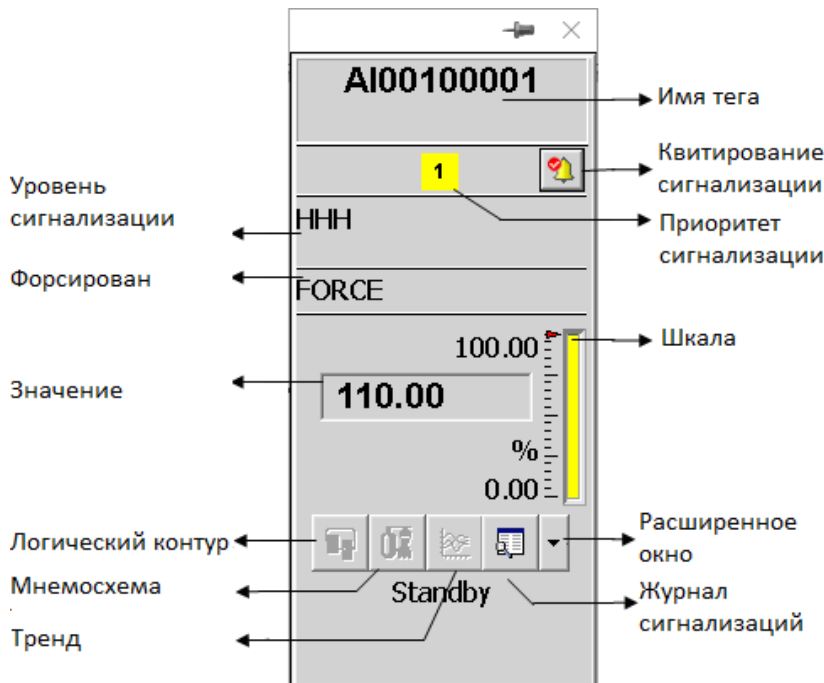 AI00100001
Имя тега
1
Квитирование
сигнализации
Уровень
сигнализации
HHH
Приоритет
сигнализации
Форсирован
FORCE
100.00
Шкала
Значение
110.00
%
0.00
Логический контур
Расширенное
окно
Мнемосхема
Standby
Журнал
сигнализаций
Тренд